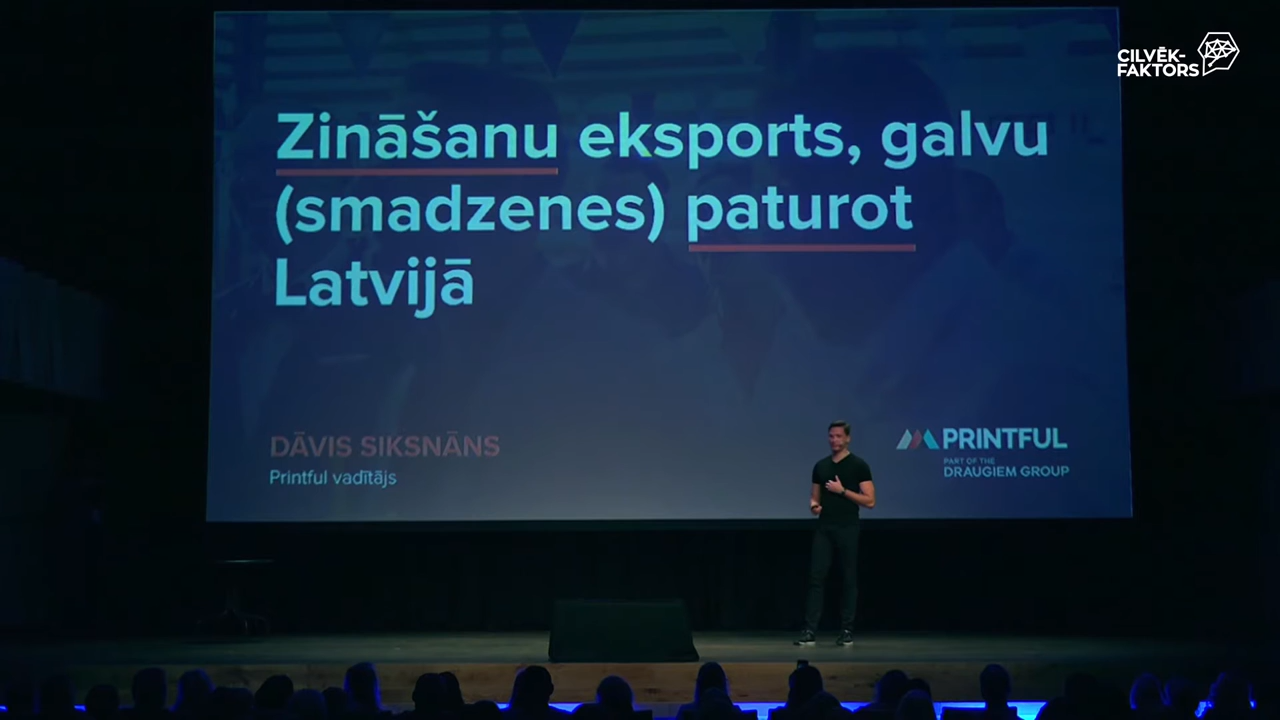 CILVĒK-
FAKTORS
Zināšanu eksports, galvu
(smadzenes) paturot
Latvijā
DĀVIS SIKSNĀNS
Printful vadītājs
PRINTFUL
PART OF THE
DRAUGIEM GROUP